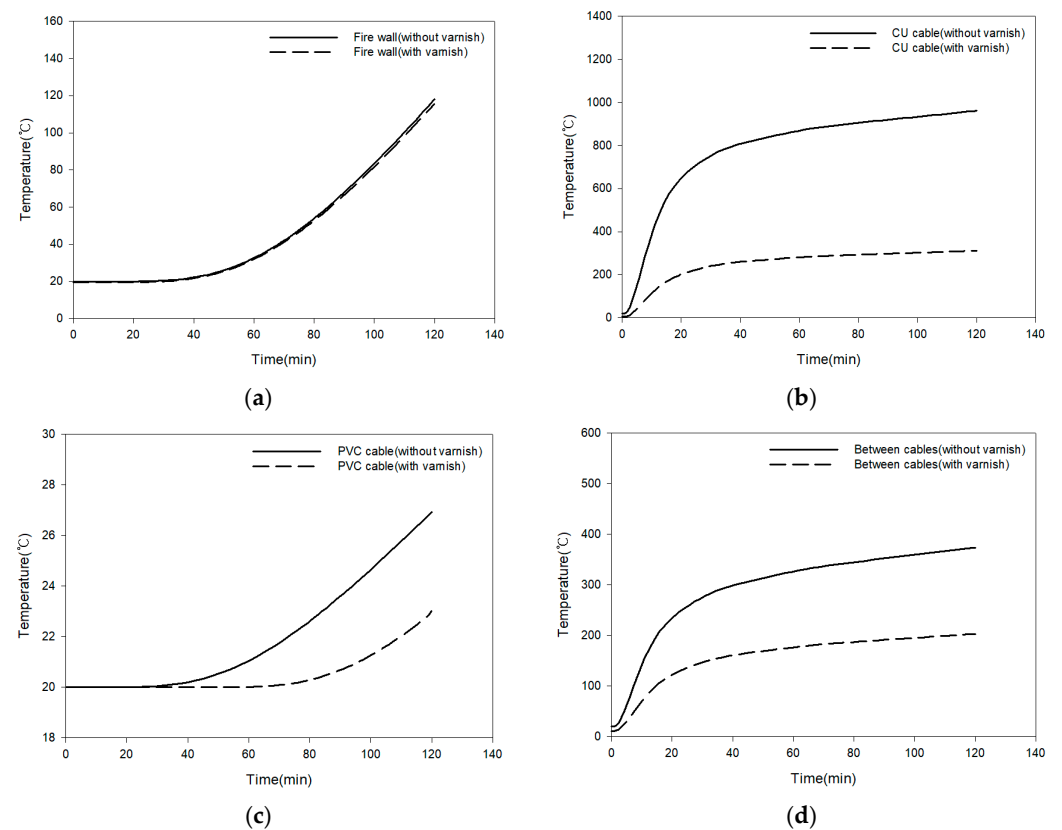 Fire wall(without varnish)
Fire wall(with varnish)
160
140
120
100
80
60
40
20
0
Temperature(℃)
0 20 40 60 80 100 120 140
Time(min)
(a)
CU cable(without varnish)
CU cable(with varnish)
1400
1200
1000
800
600
400
200
0
Temperature(℃)
0 20 40 60 80 100 120 140
Time(min)
(b)
PVC cable(without varnish)
PVC cable(with varnish)
30
28
26
24
22
20
18
Temperature(℃)
0 20 40 60 80 100 120 140
Time(min)
(c)
Between cables(without varnish)
Between cables(with varnish)
600
500
400
300
200
100
0
Temperature(℃)
0 20 40 60 80 100 120 140
Time(min)
(d)